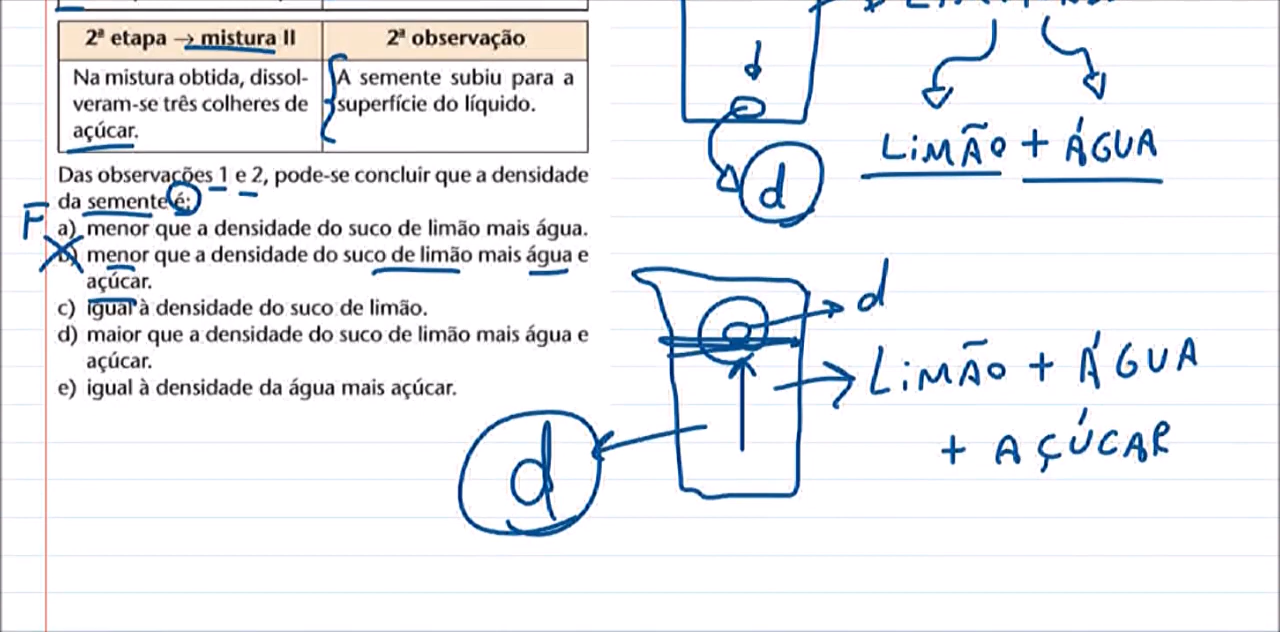 2ª etapa → mistura II
2ª observação
Na mistura obtida, dissol-
veram-se três colheres de
açúcar.
A semente subiu para a
superfície do líquido.
Das observações 1 e 2, pode-se concluir que a densidade
da semente é:
F
a) menor que a densidade do suco de limão mais água.
b) menor que a densidade do suco de limão mais água e
açúcar.
c) igual à densidade do suco de limão.
d) maior que a densidade do suco de limão mais água e
açúcar.
e) igual à densidade da água mais açúcar.
d
LIMÃO + ÁGUA
d
LIMÃO + ÁGUA
+ AÇÚCAR
d